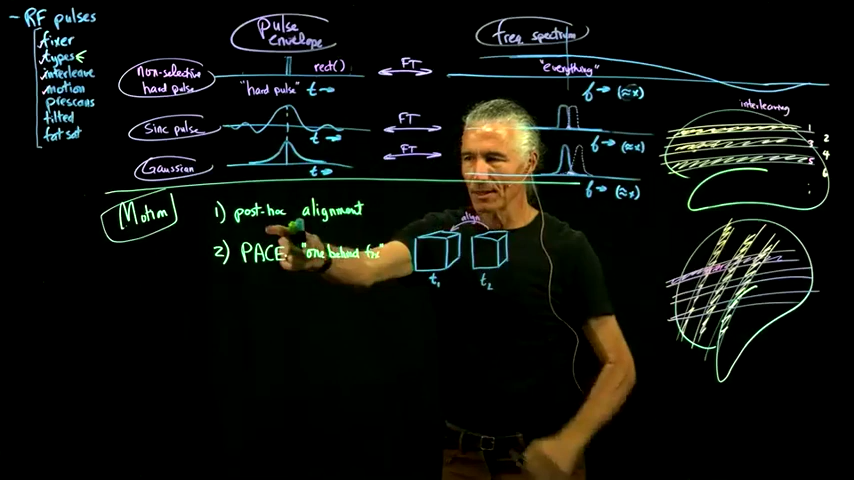 - RF pulses
fixer
types
interleave
motion
prescans
tilted
fat sat
pulse envelope
freq spectrum
non-selective hard pulse
rect()
"hard pulse" t →
FT
"everything"
f → (≈x)
Sinc pulse
t →
FT
f → (≈x)
Gaussian
t →
FT
f → (≈x)
interleaving
1
2
3
4
5
6
Motion
1) post-hoc alignment
2) PACE "one behind fix"
align
t1
t2